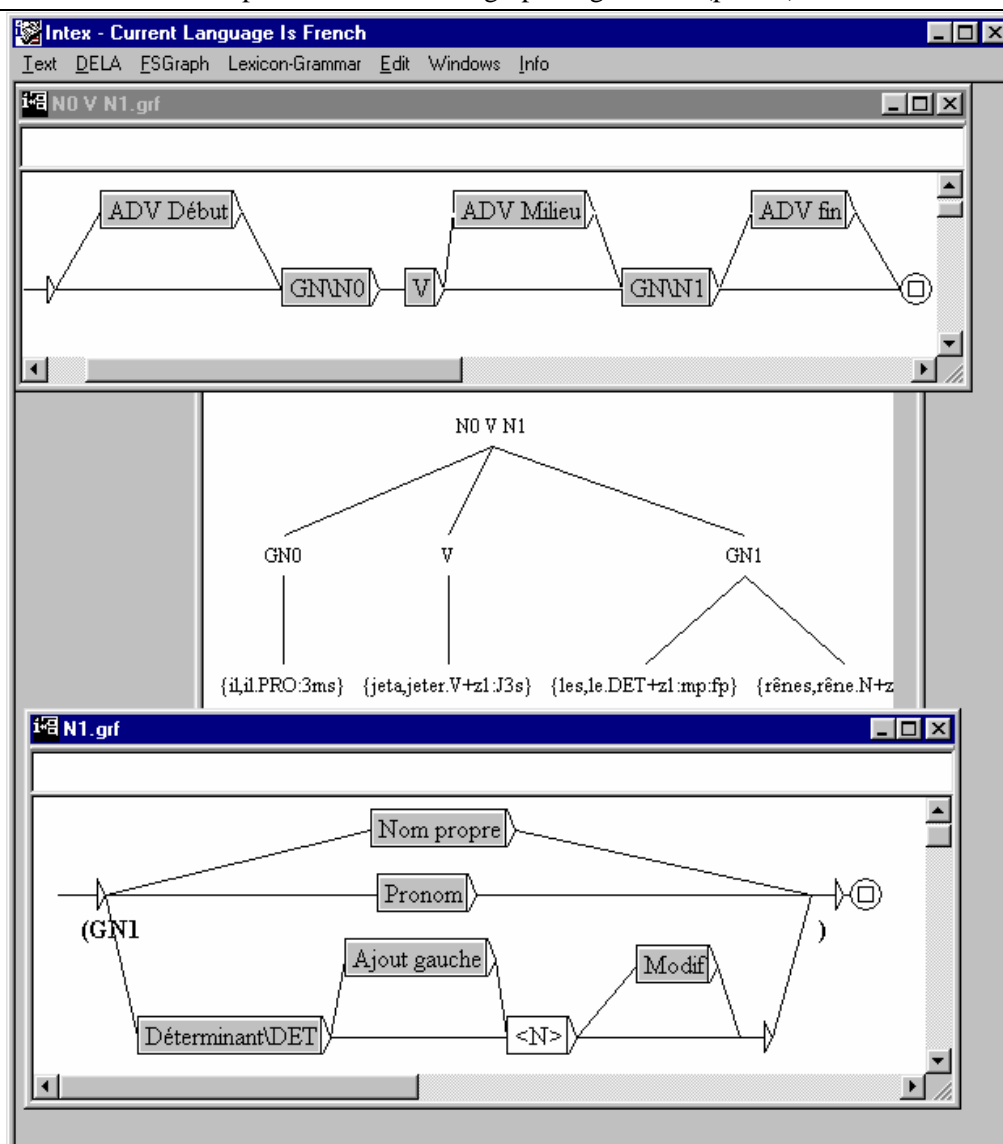 Intex - Current Language Is French
Text DELA FSGraph Lexicon-Grammar Edit Windows Info
N0 V N1.grf
ADV Début ADV Milieu ADV fin
GN\N0 V GN\N1
N0 V N1
GN0 V GN1
{il,il.PRO:3ms} {jeta,jeter.V+z1:J3s} {les,le.DET+z1:mp:fp} {rênes,rêne.N+z
N1.grf
Nom propre
Pronom
(GN1 )
Ajout gauche Modif
Déterminant\DET <N>